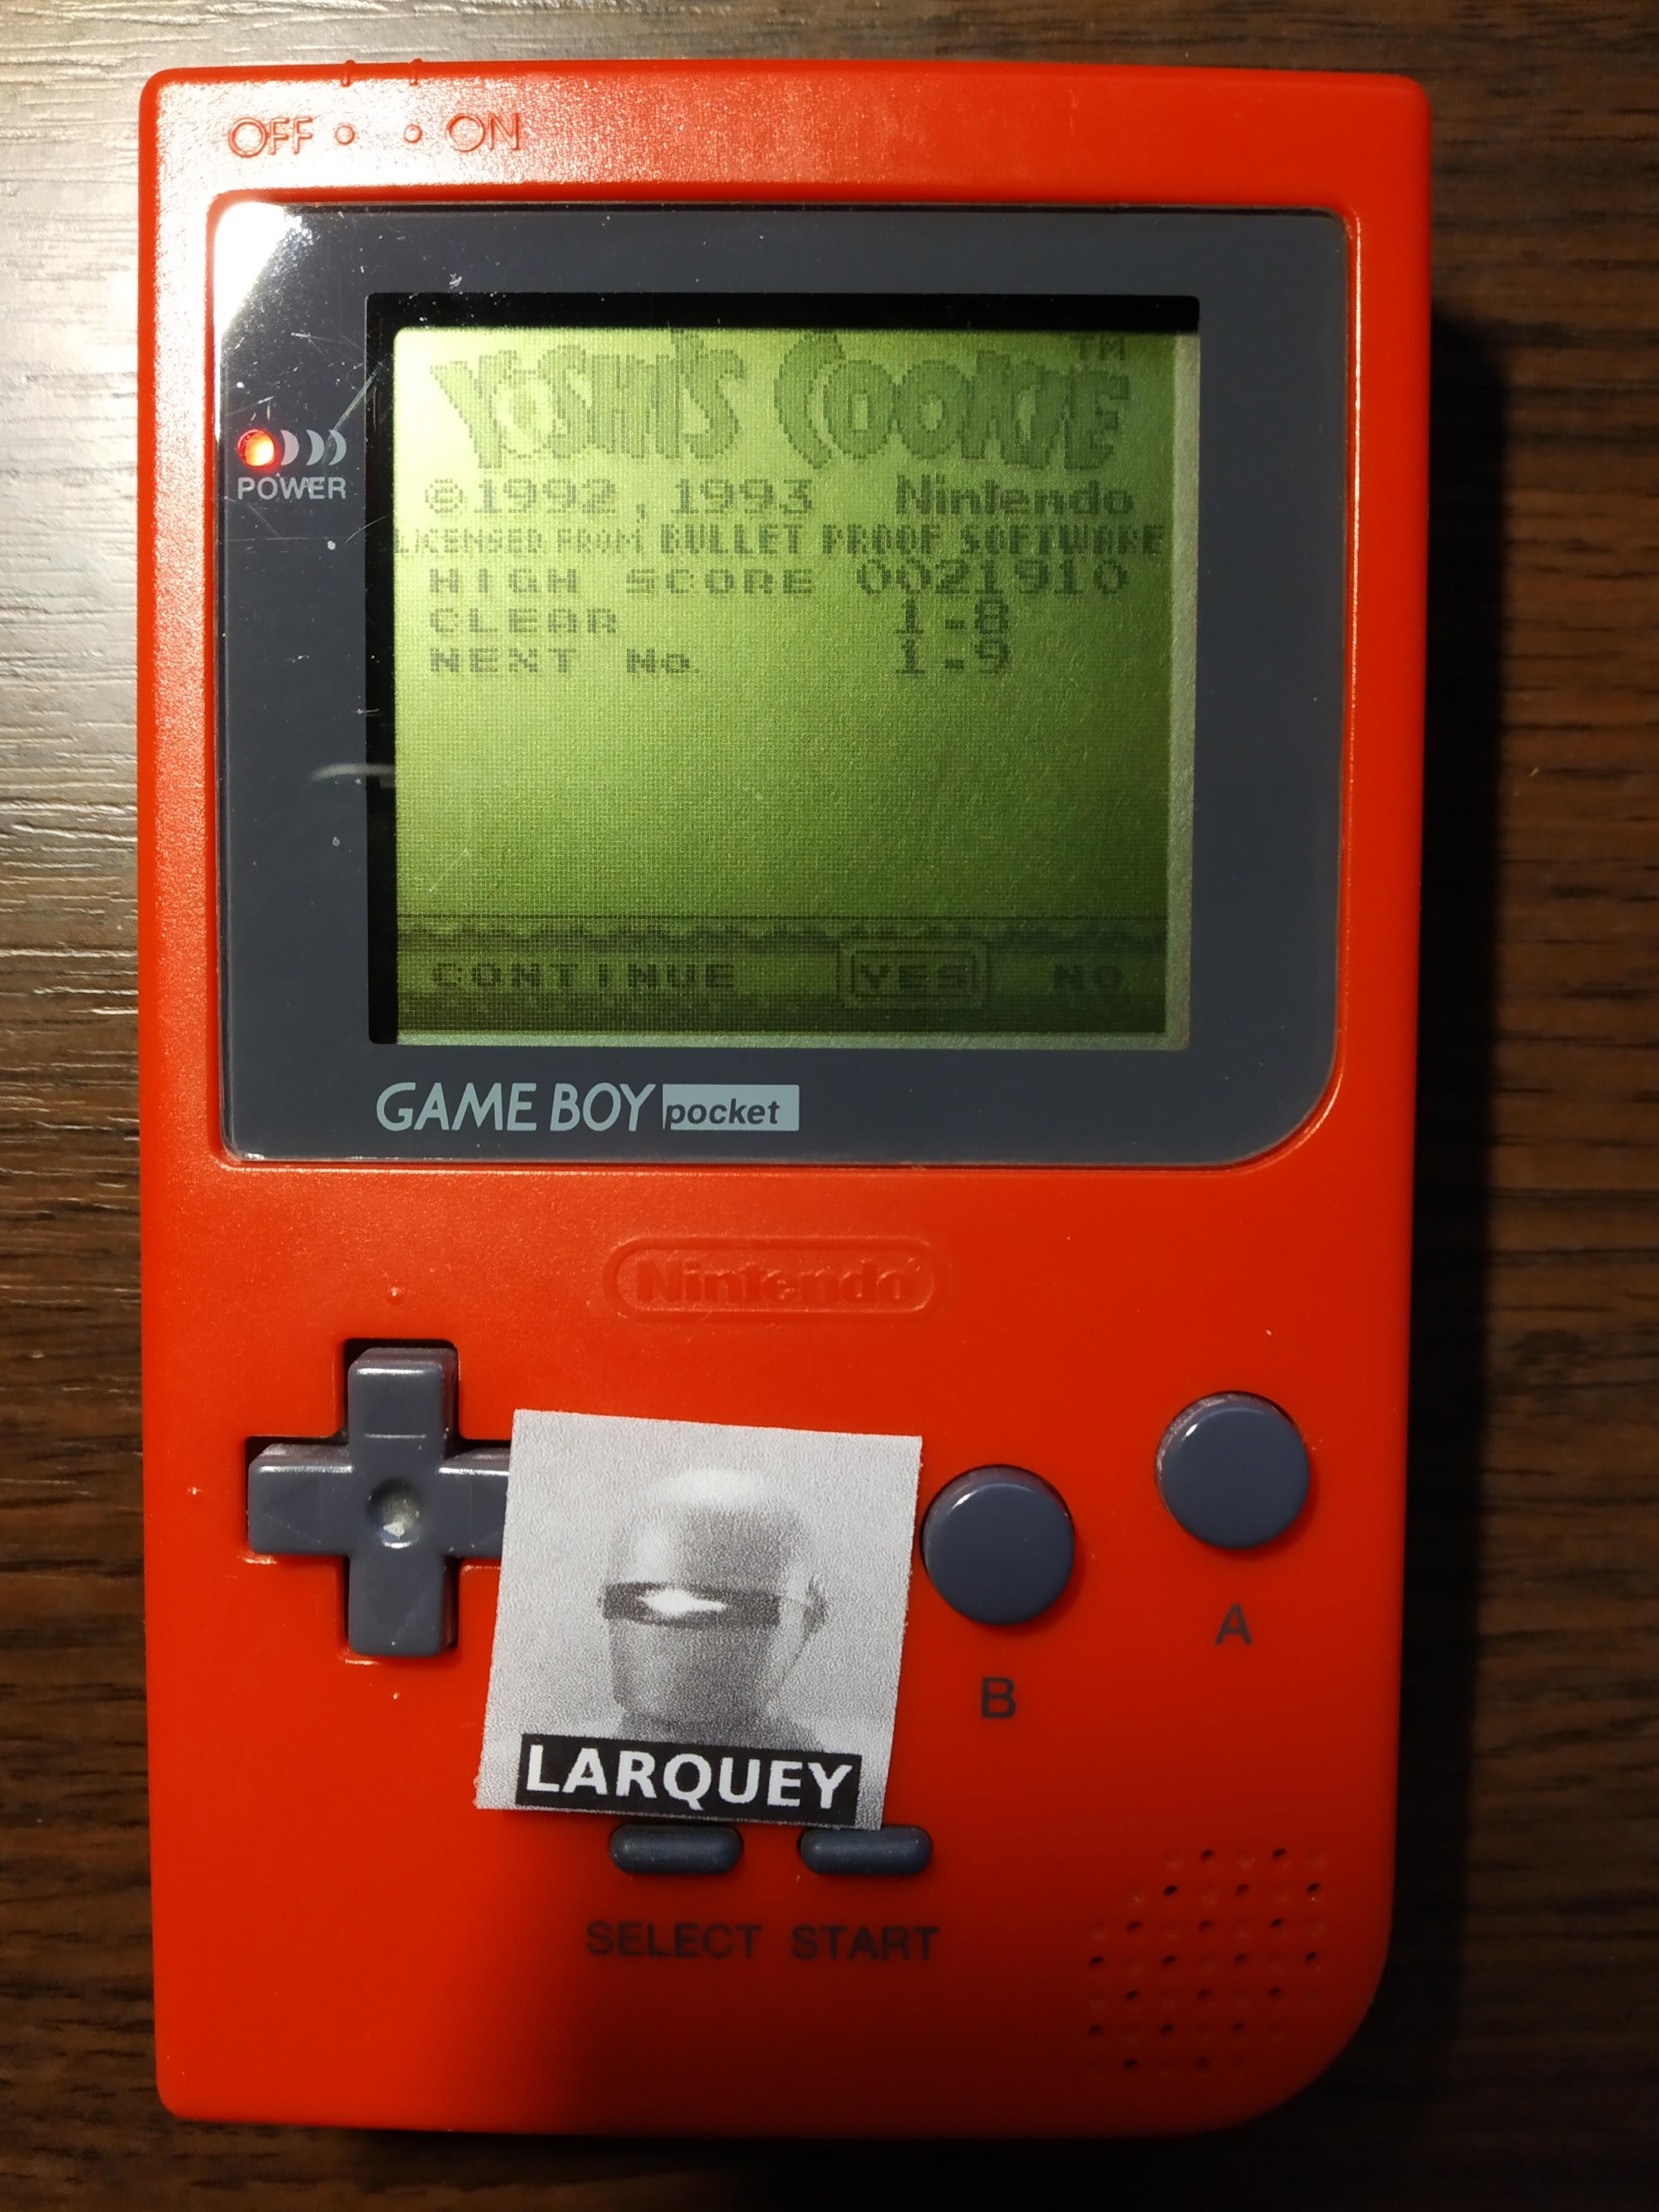 OFF ON
YOSHI'S COOKIE TM
©1992,1993 Nintendo
LICENSED FROM BULLET PROOF SOFTWARE
HIGH SCORE 0021910
CLEAR 1-8
NEXT No 1-9
CONTINUE YES NO
POWER
GAME BOY pocket
Nintendo
A
B
LARQUEY
SELECT START